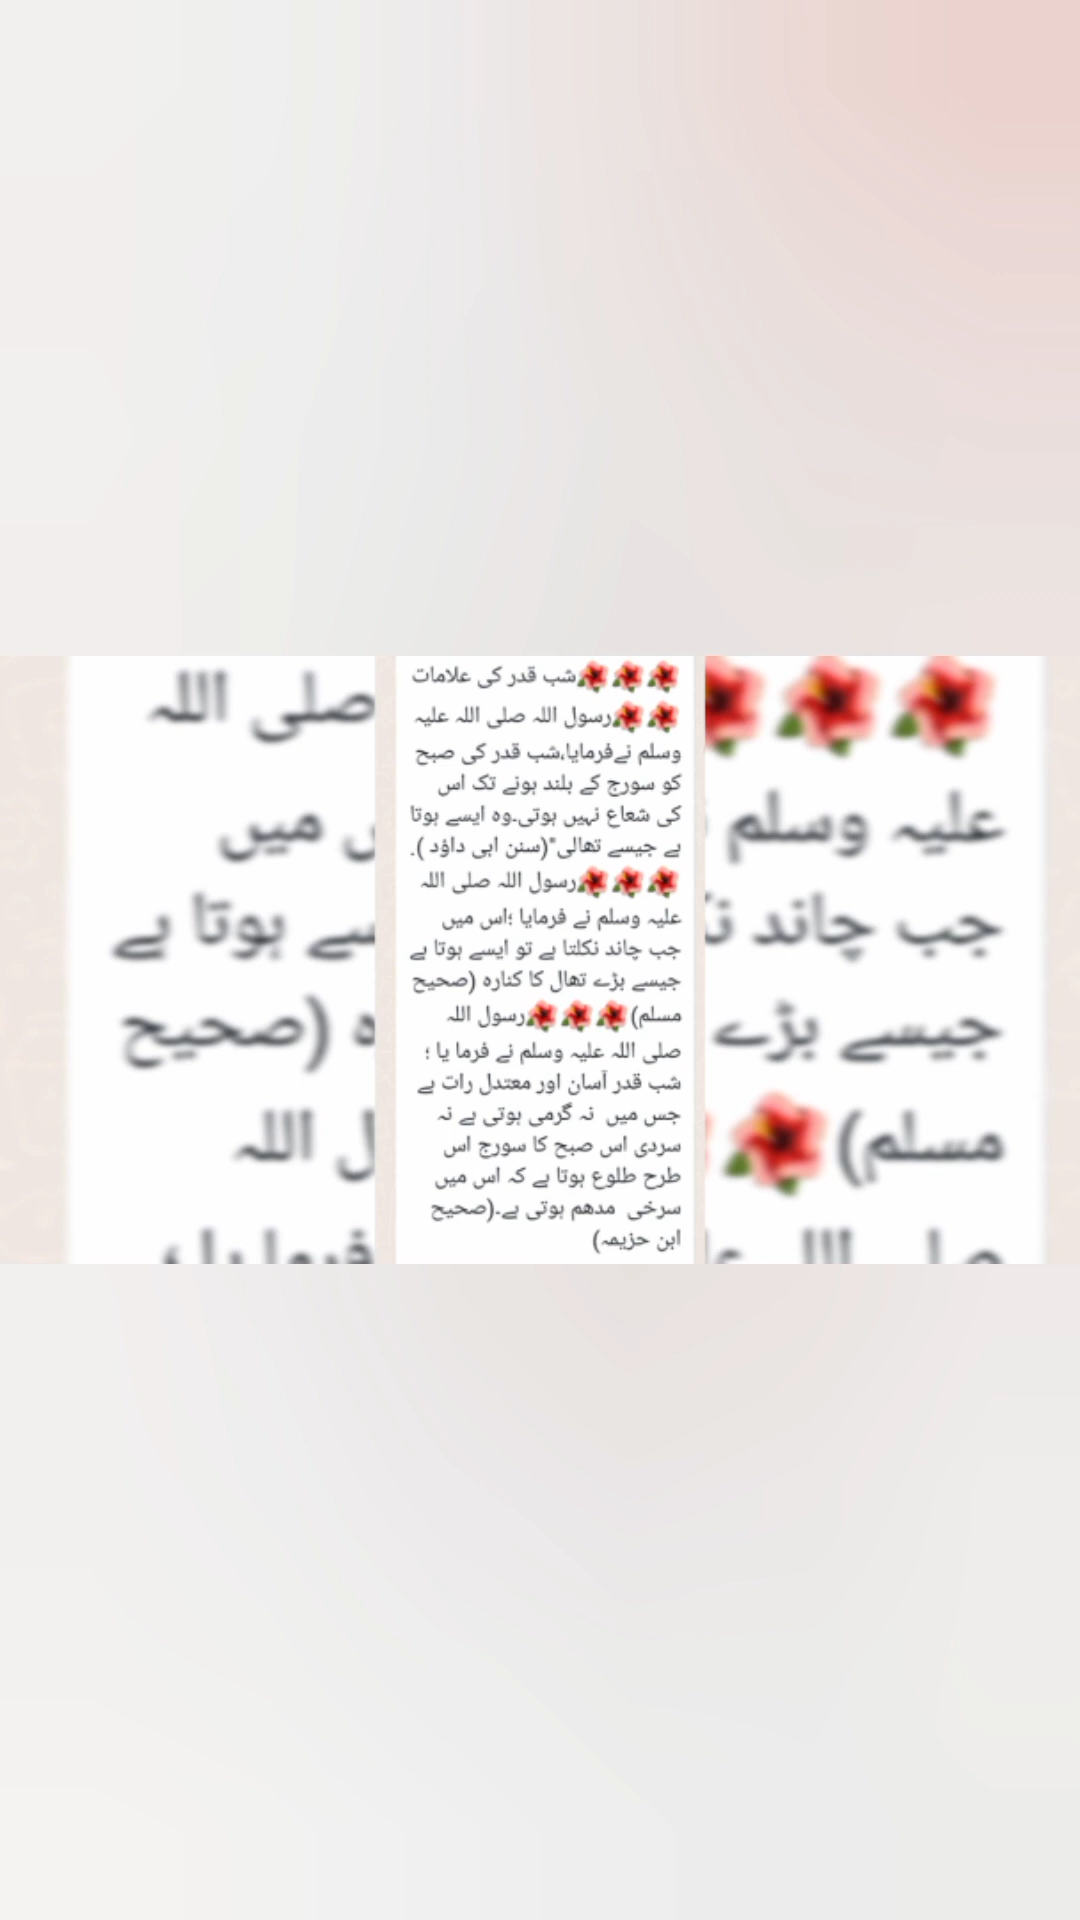 🌺🌺🌺شب قدر کی علامات
🌺🌺رسول اللہ صلی اللہ علیہ
وسلم نےفرمایا،شب قدر کی صبح
کو سورج کے بلند ہونے تک اس
کی شعاع نہیں ہوتی۔وہ ایسے ہوتا
ہے جیسے تھالی"(سنن ابی داؤد ).
🌺🌺🌺رسول اللہ صلی اللہ
علیہ وسلم نے فرمایا ؛اس میں
جب چاند نکلتا ہے تو ایسے ہوتا ہے
جیسے بڑے تھال کا کنارہ (صحیح
مسلم)🌺🌺🌺رسول اللہ
صلی اللہ علیہ وسلم نے فرما یا ؛
شب قدر آسان اور معتدل رات ہے
جس میں  نہ گرمی ہوتی ہے نہ
سردی اس صبح کا سورج اس
طرح طلوع ہوتا ہے کہ اس میں
سرخی  مدھم ہوتی ہے۔(صحیح
ابن حزیمہ)